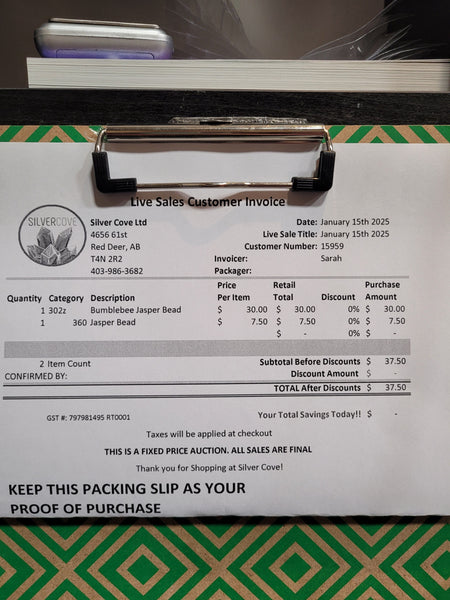 Live Sales Customer Invoice
SILVERCOVE
Silver Cove Ltd
4656 61st
Red Deer, AB
T4N 2R2
403-986-3682
Date: January 15th 2025
Live Sale Title: January 15th 2025
Customer Number: 15959
Invoicer: Sarah
Packager:
Quantity Category Description Price Per Item Retail Total Discount Purchase Amount
1 302z Bumblebee Jasper Bead $ 30.00 $ 30.00 0% $ 30.00
1 360 Jasper Bead $ 7.50 $ 7.50 0% $ 7.50
$ - 0% $ -
2 Item Count Subtotal Before Discounts $ 37.50
CONFIRMED BY: Discount Amount $ -
TOTAL After Discounts $ 37.50
GST #: 797981495 RT0001 Your Total Savings Today!! $ -
Taxes will be applied at checkout
THIS IS A FIXED PRICE AUCTION. ALL SALES ARE FINAL
Thank you for Shopping at Silver Cove!
KEEP THIS PACKING SLIP AS YOUR
PROOF OF PURCHASE